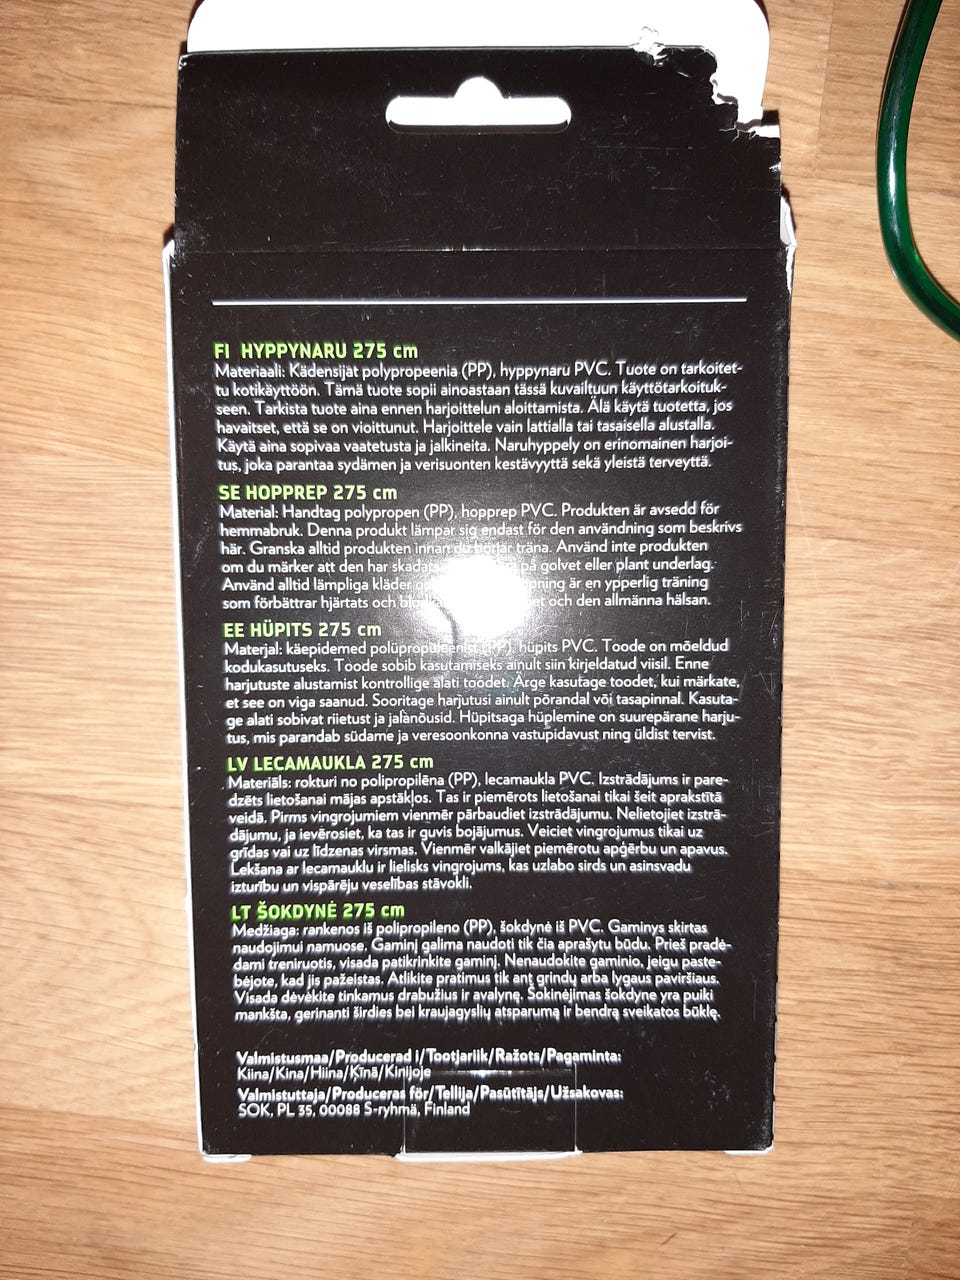 FI HYPPYNARU 275 cm
Materiaali: Kädensijat polypropeenia (PP), hyppynaru PVC. Tuote on tarkoitet-
tu kotikäyttöön. Tämä tuote sopii ainoastaan tässä kuvailtuun käyttötarkoituk-
seen. Tarkista tuote aina ennen harjoittelun aloittamista. Älä käytä tuotetta, jos
havaitset, että se on vioittunut. Harjoittele vain lattialla tai tasaisella alustalla.
Käytä aina sopivaa vaatetusta ja jalkineita. Naruhyppely on erinomainen harjoi-
tus, joka parantaa sydämen ja verisuonten kestävyyttä sekä yleistä terveyttä.
SE HOPPREP 275 cm
Material: Handtag polypropen (PP), hopprep PVC. Produkten är avsedd för
hemmabruk. Denna produkt lämpar sig endast för den användning som beskrivs
här. Granska alltid produkten innan du börjar träna. Använd inte produkten
om du märker att den har skadats på golvet eller plant underlag.
Använd alltid lämpliga kläder är en ypperlig träning
som förbättrar hjärtats och och den allmänna hälsan.
EE HÜPITS 275 cm
Materjal: käepidemed polüpropüleenist (PP), hüpits PVC. Toode on mõeldud
kodukasutuseks. Toode sobib kasutamiseks ainult siin kirjeldatud viisil. Enne
harjutuste alustamist kontrollige alati toodet. Ärge kasutage toodet, kui märkate,
et see on viga saanud. Sooritage harjutusi ainult põrandal või tasapinnal. Kasuta-
ge alati sobivat riietust ja jalanõusid. Hüpitsaga hüplemine on suurepärane harju-
tus, mis parandab südame ja veresoonkonna vastupidavust ning üldist tervist.
LV LECAMAUKLA 275 cm
Materiāls: rokturi no polipropilēna (PP), lecamaukla PVC. Izstrādājums ir pare-
dzēts lietošanai mājas apstākļos. Tas ir piemērots lietošanai tikai šeit aprakstītā
veidā. Pirms vingrojumiem vienmēr pārbaudiet izstrādājumu. Nelietojiet izstrā-
dājumu, ja ievērosiet, ka tas ir guvis bojājumus. Veiciet vingrojumus tikai uz
grīdas vai uz līdzenas virsmas. Vienmēr valkājiet piemērotu apģērbu un apavus.
Lekšana ar lecamauklu ir lielisks vingrojums, kas uzlabo sirds un asinsvadu
izturību un vispārēju veselības stāvokli.
LT ŠOKDYNĖ 275 cm
Medžiaga: rankenos iš polipropileno (PP), šokdynė iš PVC. Gaminys skirtas
naudojimui namuose. Gaminį galima naudoti tik čia aprašytu būdu. Prieš pradė-
dami treniruotis, visada patikrinkite gaminį. Nenaudokite gaminio, jeigu paste-
bėjote, kad jis pažeistas. Atlikite pratimus tik ant grindų arba lygaus paviršiaus.
Visada dėvėkite tinkamus drabužius ir avalynę. Šokinėjimas šokdyne yra puiki
mankšta, gerinanti širdies bei kraujagyslių atsparumą ir bendrą sveikatos būklę.
Valmistusmaa/Producerad i/Tootjariik/Ražots/Pagaminta:
Kiina/Kina/Hiina/Ķīnā/Kinijoje
Valmistuttaja/Produceras för/Tellija/Pasūtītājs/Užsakovas:
SOK, PL 35, 00088 S-ryhmä, Finland